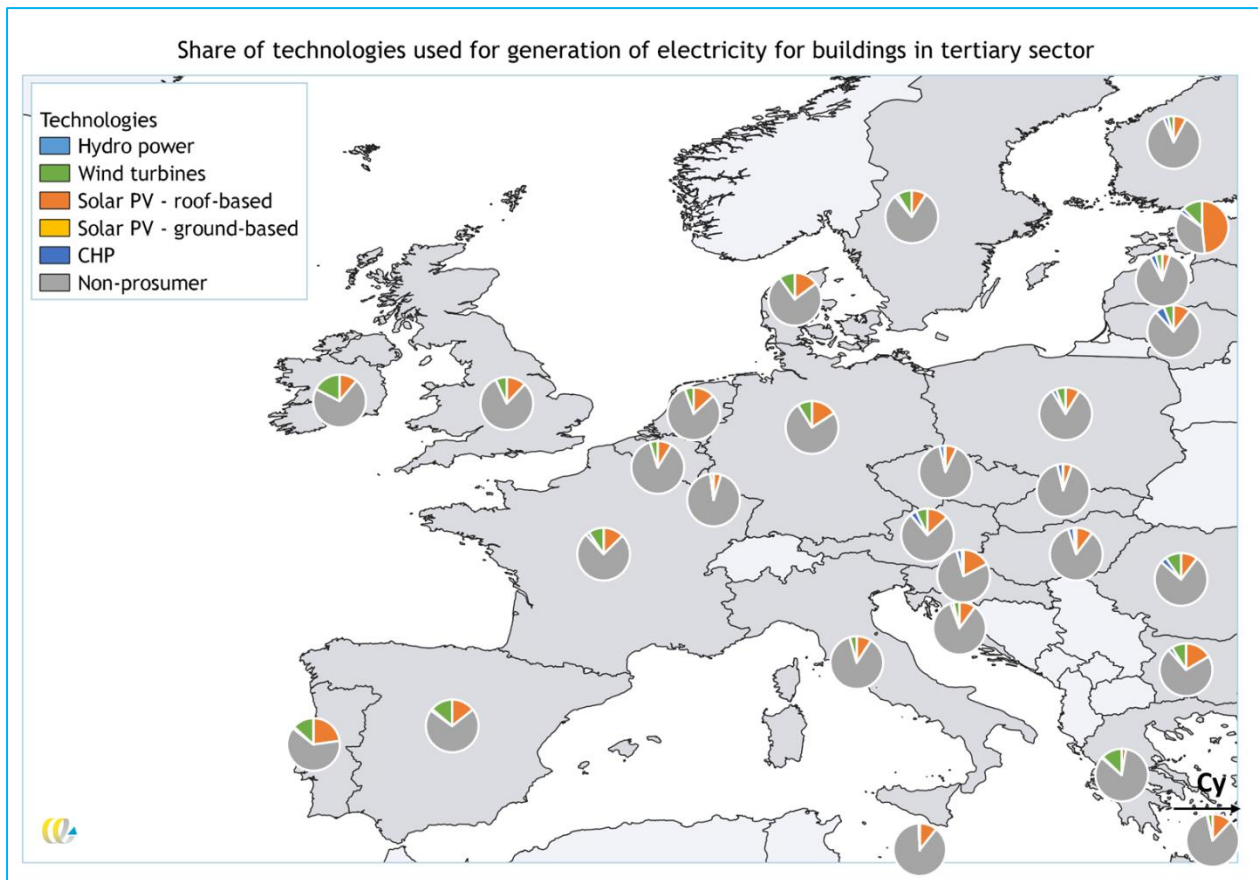 Share of technologies used for generation of electricity for buildings in tertiary sector
Technologies
Hydro power
Wind turbines
Solar PV - roof-based
Solar PV - ground-based
CHP
Non-prosumer
Cy